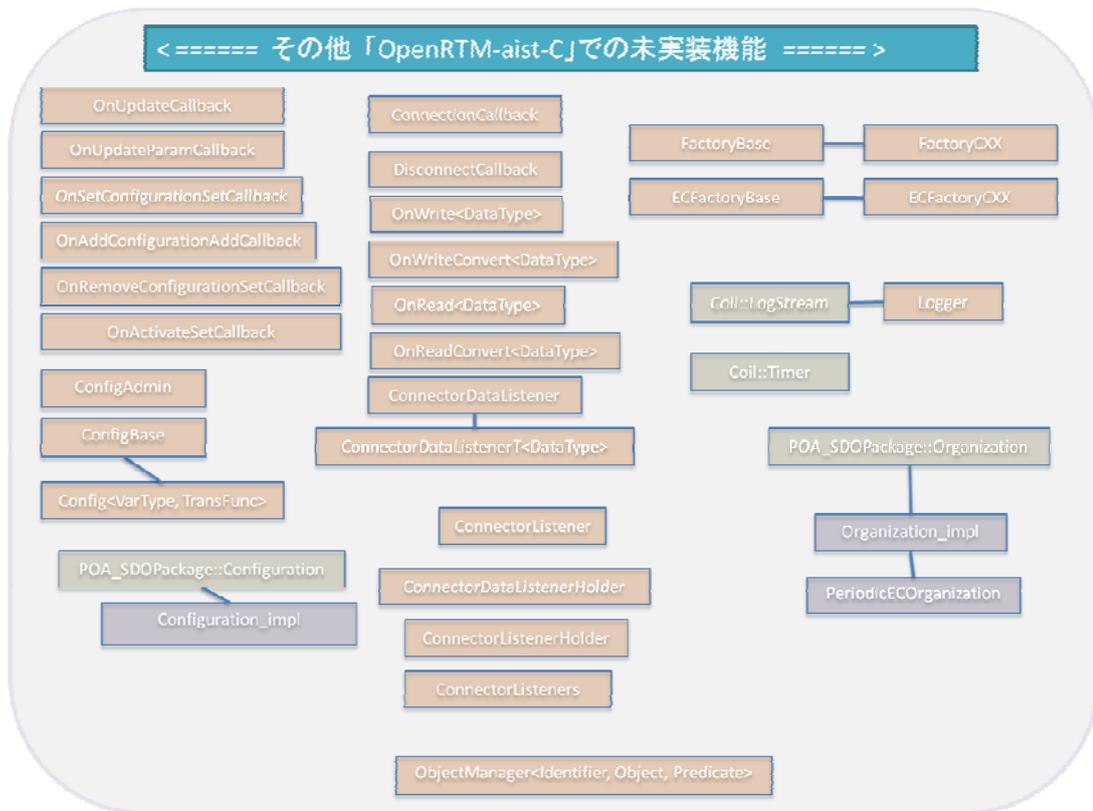 <====== その他「OpenRTM-aist-C」での未実装機能 ======>
OnUpdateCallback
OnUpdateParamCallback
OnSetConfigurationSetCallback
OnAddConfigurationAddCallback
OnRemoveConfigurationSetCallback
OnActivateSetCallback
ConfigAdmin
ConfigBase
Config<VarType, TransFunc>
POA_SDOPackage::Configuration
Configuration_impl
ConnectionCallback
DisconnectCallback
OnWrite<DataType>
OnWriteConvert<DataType>
OnRead<DataType>
OnReadConvert<DataType>
ConnectorDataListener
ConnectorDataListenerT<DataType>
ConnectorListener
ConnectorDataListenerHolder
ConnectorListenerHolder
ConnectorListeners
ObjectManager<Identifier, Object, Predicate>
FactoryBase
FactoryCXX
ECFactoryBase
ECFactoryCXX
Coil::LogStream
Logger
Coil::Timer
POA_SDOPackage::Organization
Organization_impl
PeriodicECOrganization